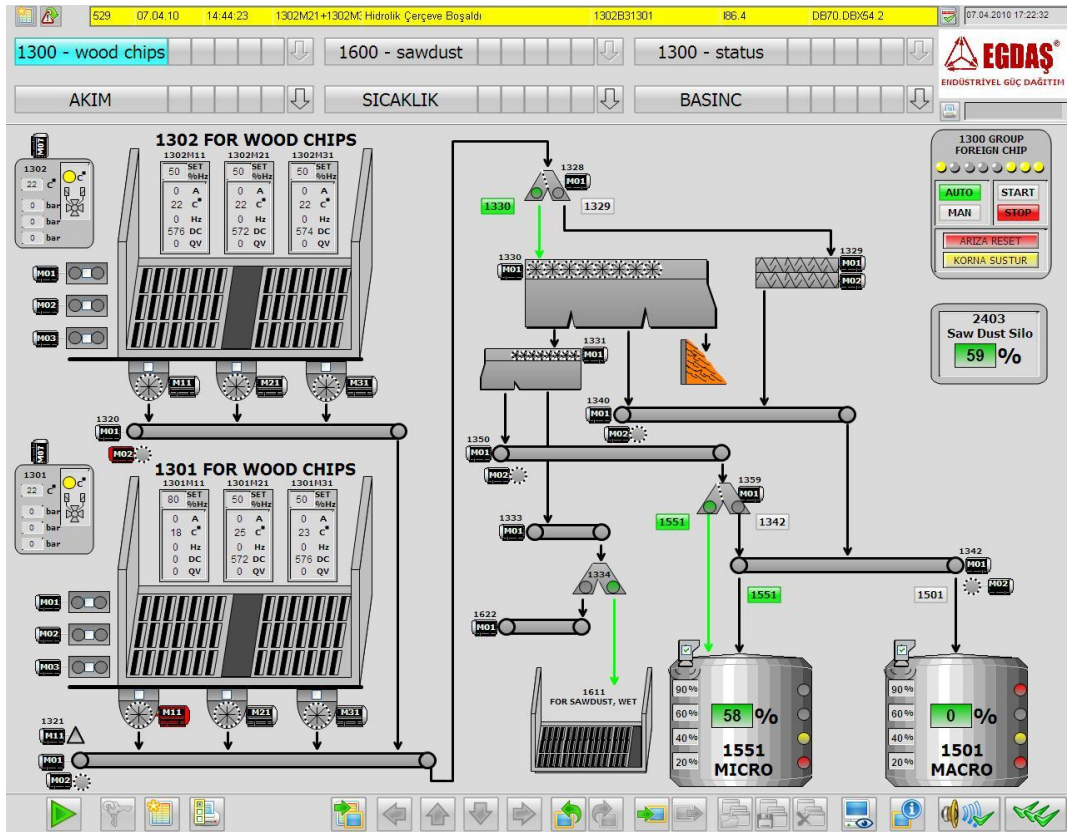 529 07.04.10 14:44:23 1302M21+1302M: Hidrolik Çerçeve Boşaldı 1302B31301 I86.4 DB70.DBX54.2 07.04.2010 17:22:32
1300 - wood chips 1600 - sawdust 1300 - status
EGDAŞ®
ENDÜSTRİYEL GÜÇ DAĞITIM
AKIM SICAKLIK BASINC
1302 FOR WOOD CHIPS
M07
1302
22 C°
0 bar
0 bar
0 bar
C°
1302M11 1302M21 1302M31
50 SET %Hz 50 SET %Hz 50 SET %Hz
0 A 0 A 0 A
22 C° 22 C° 22 C°
0 Hz 0 Hz 0 Hz
576 DC 572 DC 574 DC
0 QV 0 QV 0 QV
M01
M02
M03
M11 M21 M31
1320
M01
M02
1301 FOR WOOD CHIPS
M07
1301
22 C°
0 bar
0 bar
0 bar
C°
1301M11 1301M21 1301M31
80 SET %Hz 50 SET %Hz 50 SET %Hz
0 A 0 A 0 A
18 C° 25 C° 23 C°
0 Hz 0 Hz 0 Hz
0 DC 572 DC 576 DC
0 QV 0 QV 0 QV
M01
M02
M03
M11 M21 M31
1321
M11
M01
M02
1328
M01
1330 1329
1330
M01
1329
M01
M02
1331
M01
1340
M01
M02
1350
M01
M02
1359
M01
1551 1342
1333
M01
1334
1342
M01
M02
1551 1501
1622
M01
1611
FOR SAWDUST, WET
90%
60%
40%
20%
58 %
1551
MICRO
90%
60%
40%
20%
0 %
1501
MACRO
1300 GROUP
FOREIGN CHIP
AUTO START
MAN STOP
ARIZA RESET
KORNA SUSTUR
2403
Saw Dust Silo
59 %